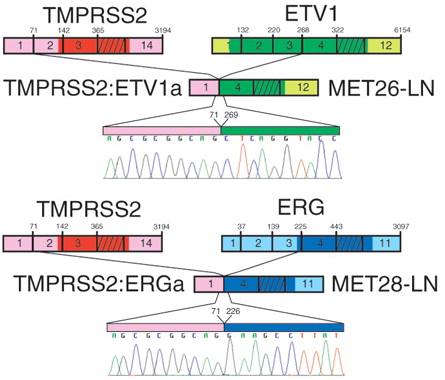 TMPRSS2 ETV1
71 142 365 3194 132 220 268 322 6154
1 2 3 14 1 2 3 4 12
TMPRSS2:ETV1a 1 4 12 MET26-LN
71 269
A G C G C G G C A G C T C A G G T A C C
TMPRSS2 ERG
71 142 365 3194 37 139 225 443 3097
1 2 3 14 1 2 3 4 11
TMPRSS2:ERGa 1 4 11 MET28-LN
71 226
A G C G C G G C A G G A A G C C T T A T